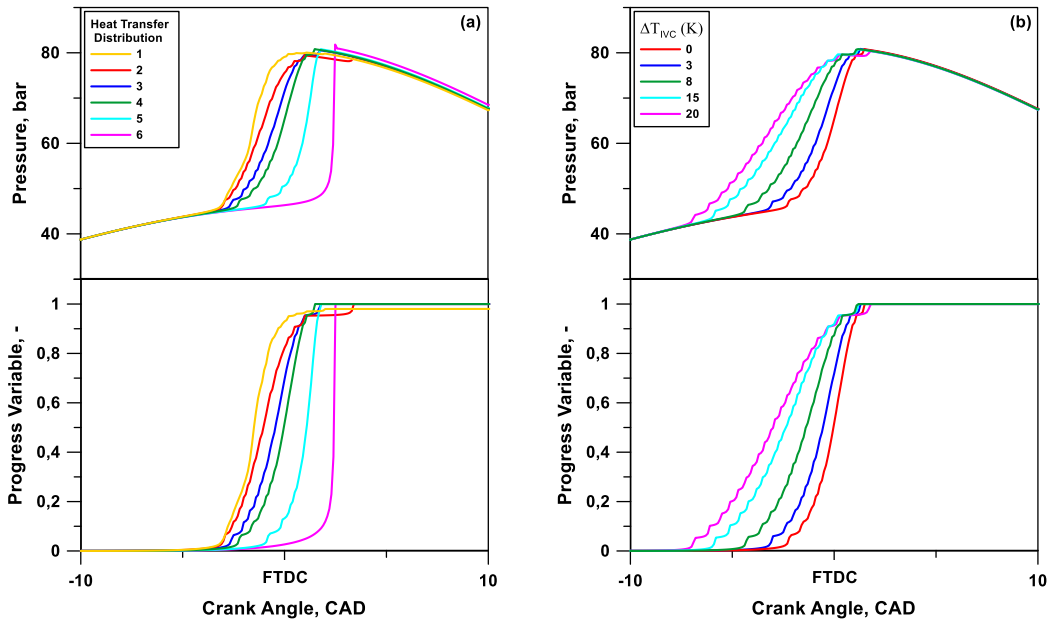 (a)
Heat Transfer
Distribution
1
2
3
4
5
6
80
60
40
Pressure, bar
1
0,8
0,6
0,4
0,2
0
Progress Variable, -
-10
FTDC
10
Crank Angle, CAD
(b)
ΔT_IVC (K)
0
3
8
15
20
80
60
40
Pressure, bar
1
0,8
0,6
0,4
0,2
0
Progress Variable, -
-10
FTDC
10
Crank Angle, CAD